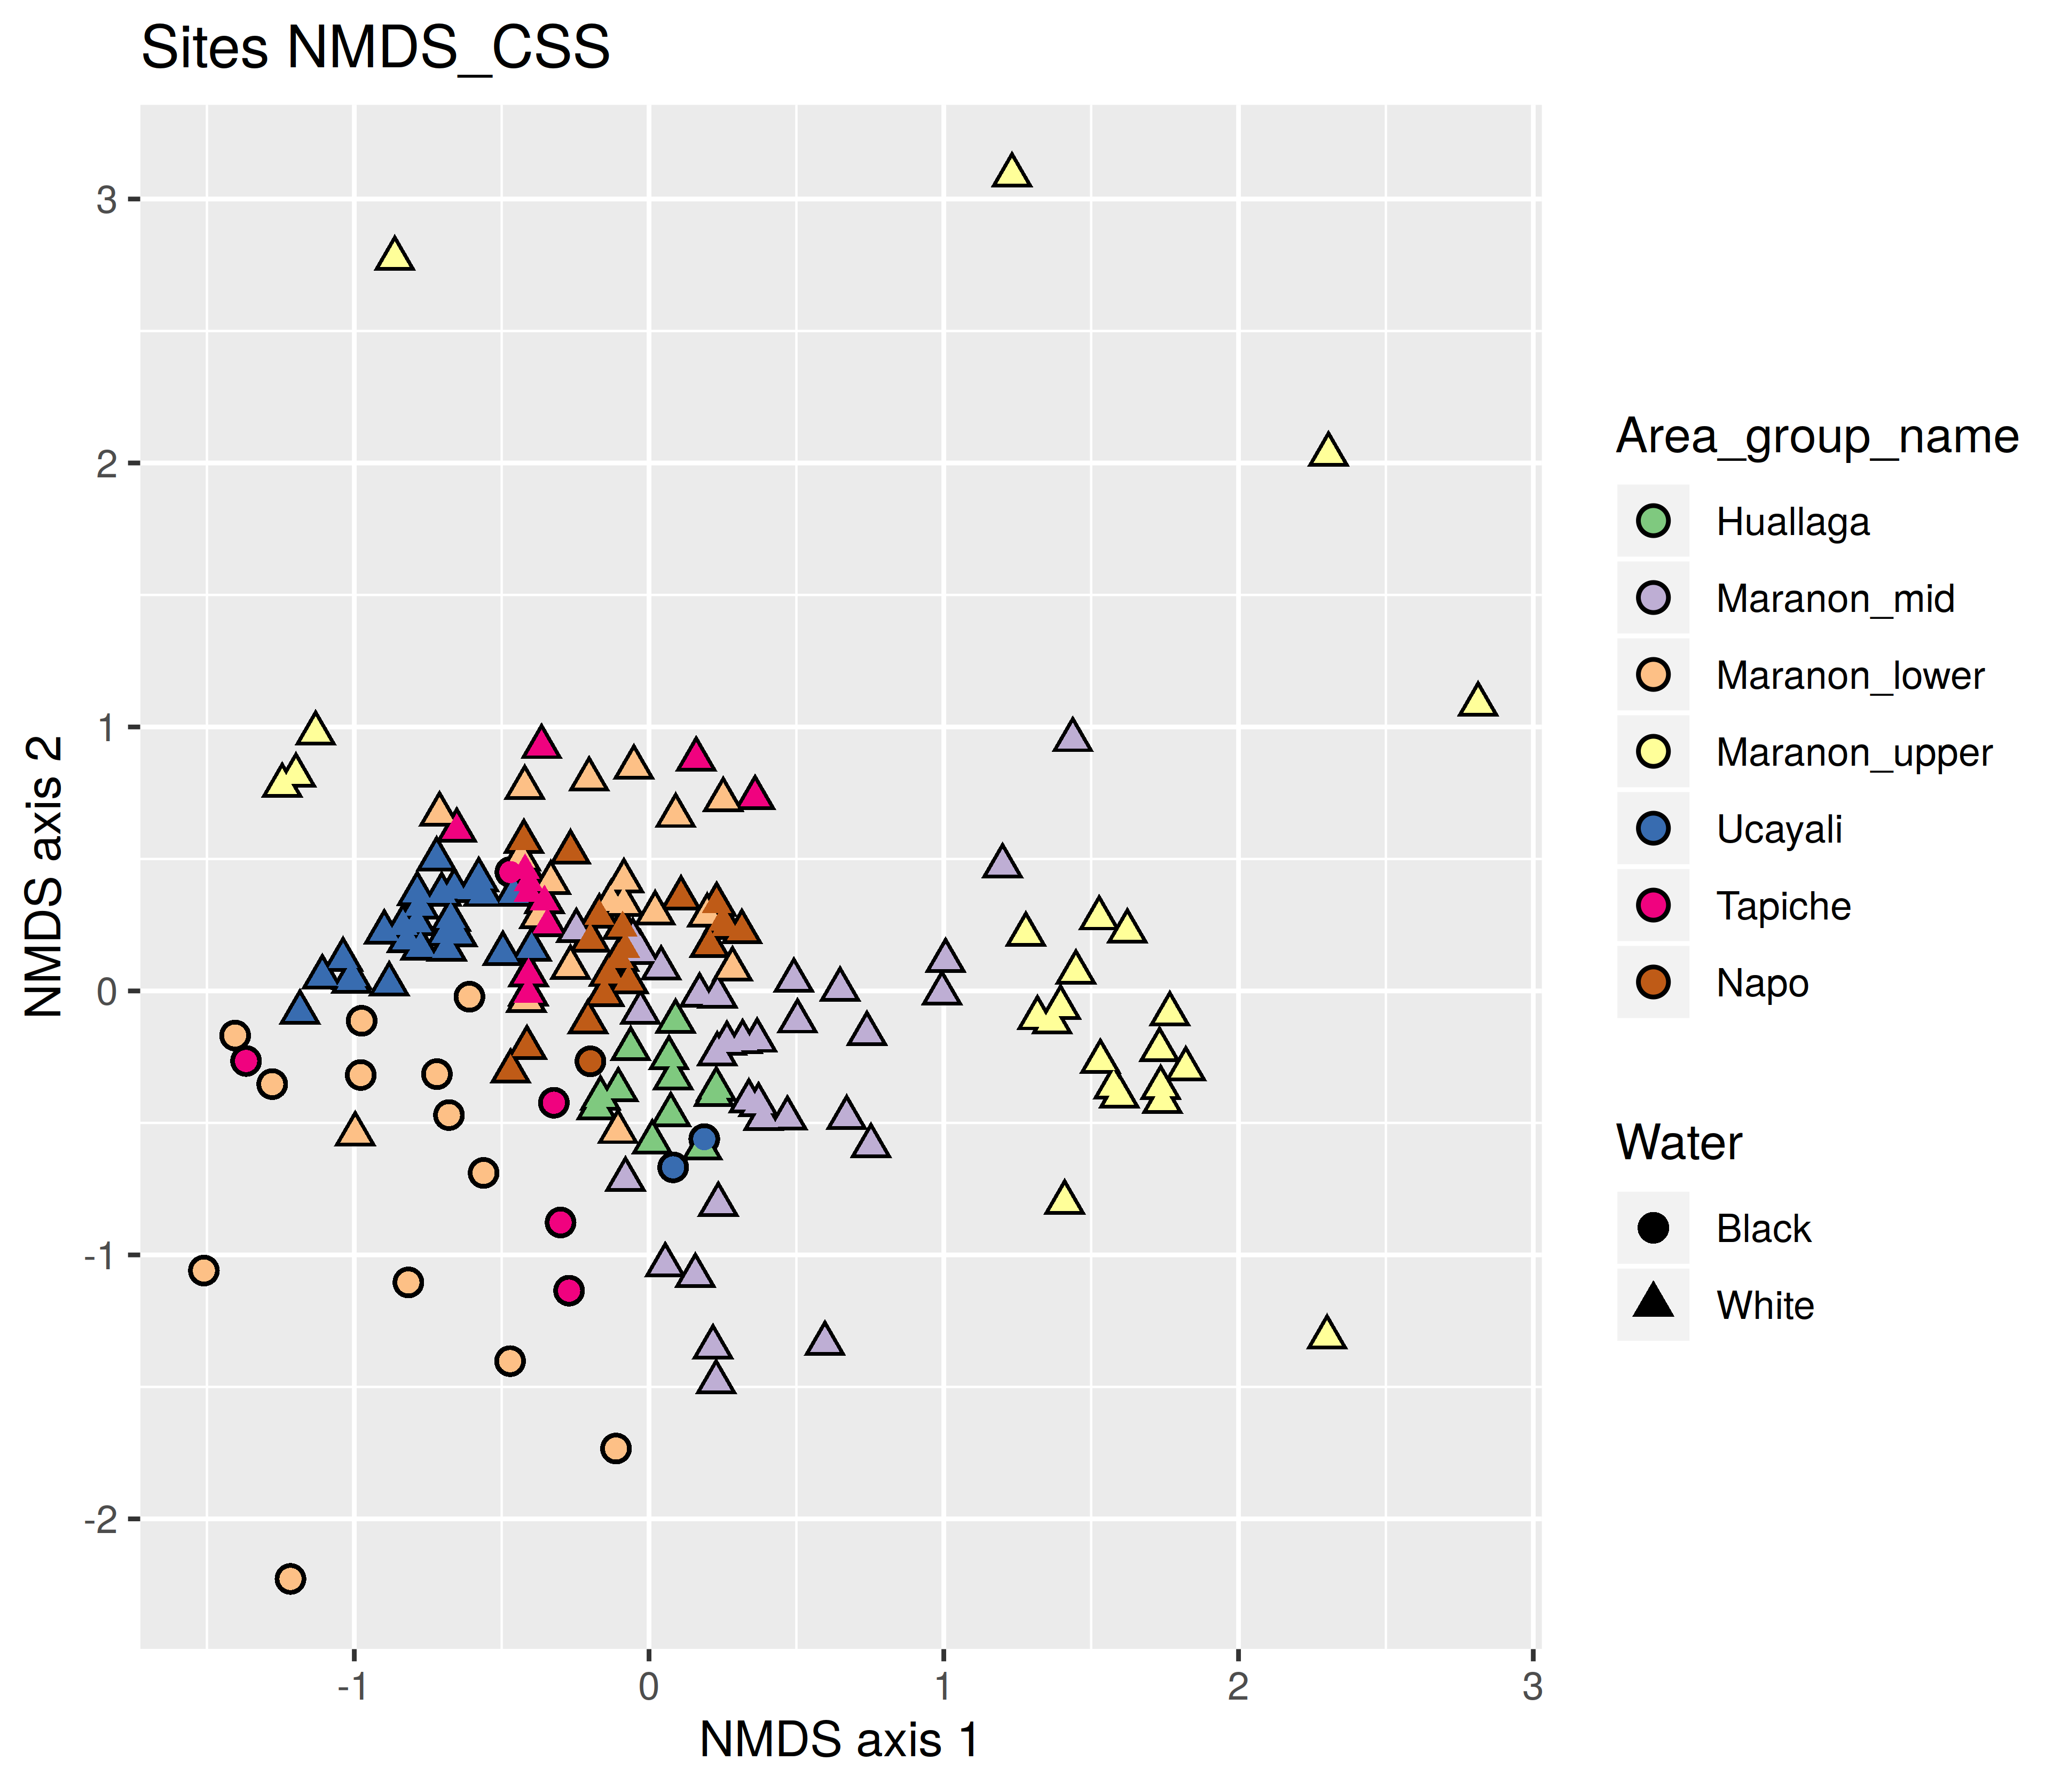 Sites NMDS_CSS
3
2
1
0
-1
-2
NMDS axis 2
-1
0
1
2
3
NMDS axis 1
Area_group_name
Huallaga
Maranon_mid
Maranon_lower
Maranon_upper
Ucayali
Tapiche
Napo
Water
Black
White